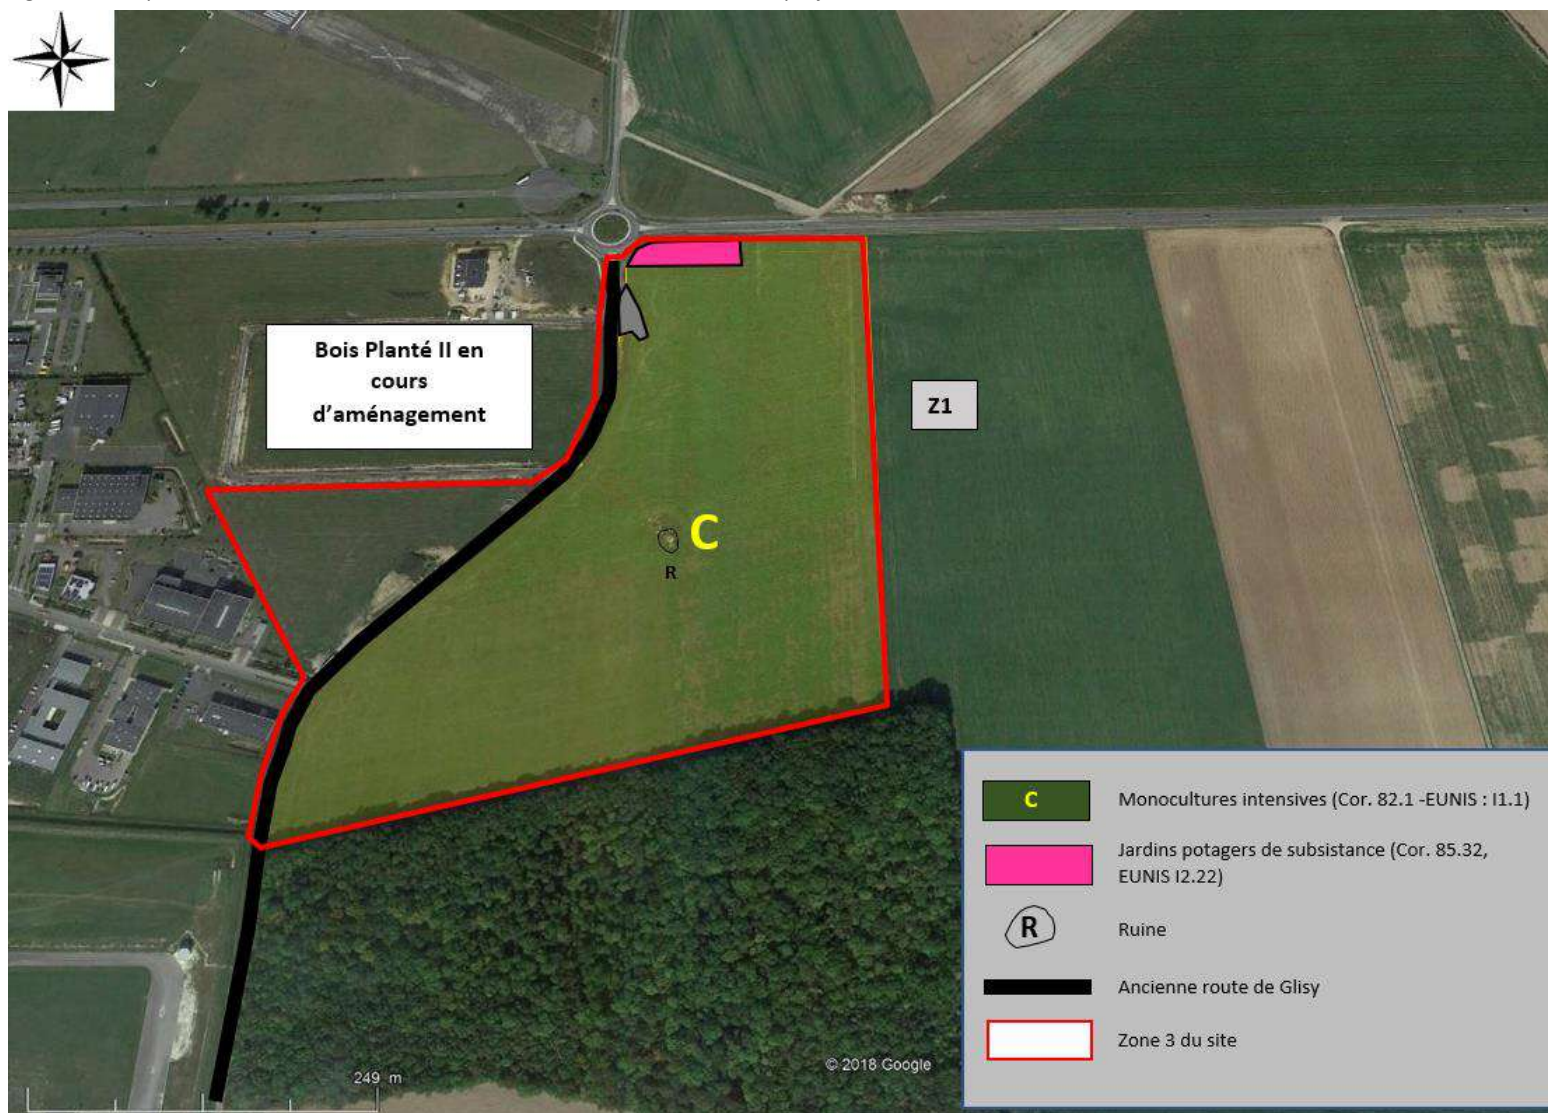 Bois Planté II en
cours
d’aménagement
Z1
C
R
C
Monocultures intensives (Cor. 82.1 -EUNIS : I1.1)
Jardins potagers de subsistance (Cor. 85.32,
EUNIS I2.22)
R
Ruine
Ancienne route de Glisy
Zone 3 du site
© 2018 Google
249 m